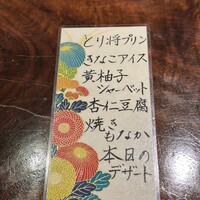 とり将プリン
きなこアイス
黄柚子
シャーベット
杏仁豆腐
焼き
もなか
本日の
デザート